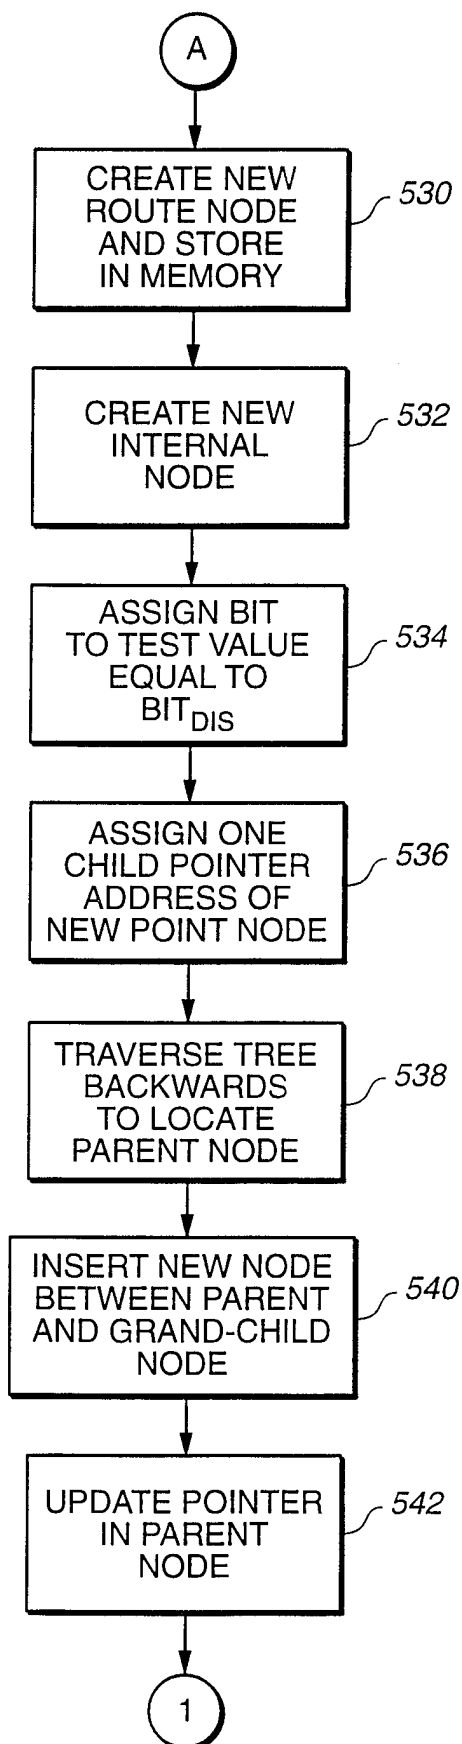 A
CREATE NEW
ROUTE NODE
AND STORE
IN MEMORY
530
CREATE NEW
INTERNAL
NODE
532
ASSIGN BIT
TO TEST VALUE
EQUAL TO
BIT_DIS
534
ASSIGN ONE
CHILD POINTER
ADDRESS OF
NEW POINT NODE
536
TRAVERSE TREE
BACKWARDS
TO LOCATE
PARENT NODE
538
INSERT NEW NODE
BETWEEN PARENT
AND GRAND-CHILD
NODE
540
UPDATE POINTER
IN PARENT
NODE
542
1